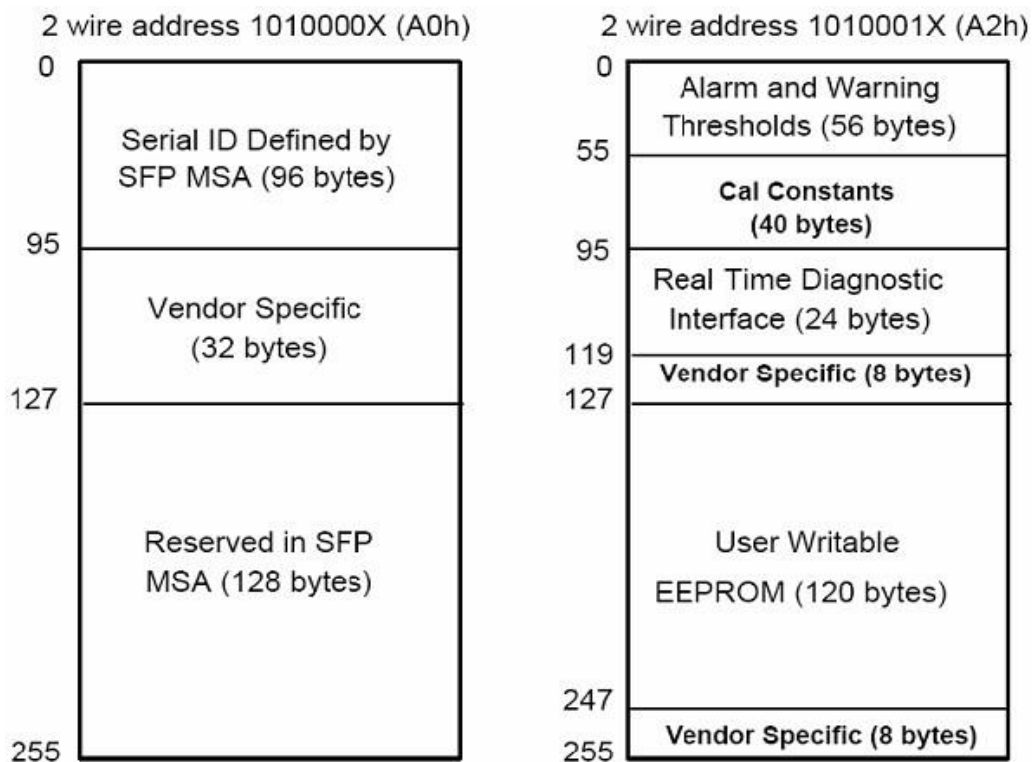 2 wire address 1010000X (A0h)
0
Serial ID Defined by
SFP MSA (96 bytes)
95
Vendor Specific
(32 bytes)
127
Reserved in SFP
MSA (128 bytes)
255
2 wire address 1010001X (A2h)
0
Alarm and Warning
Thresholds (56 bytes)
55
Cal Constants
(40 bytes)
95
Real Time Diagnostic
Interface (24 bytes)
119
Vendor Specific (8 bytes)
127
User Writable
EEPROM (120 bytes)
247
Vendor Specific (8 bytes)
255